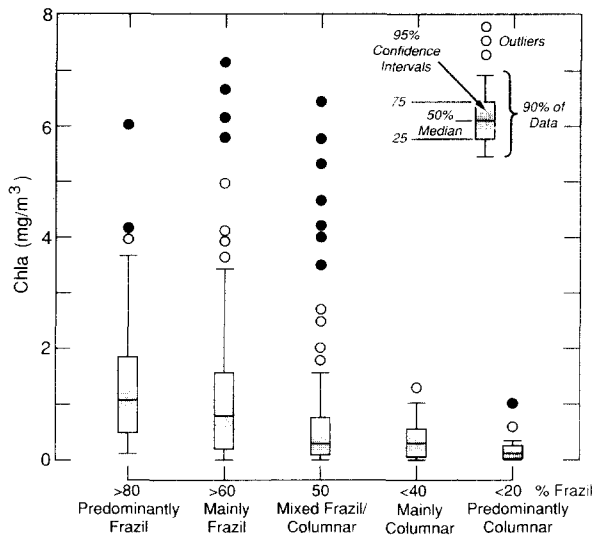 8
6
4
2
0
Chla (mg/m³)
95%
Confidence
Intervals
Outliers
75
50%
Median
25
90% of
Data
>80
Predominantly
Frazil
>60
Mainly
Frazil
50
Mixed Frazil/
Columnar
<40
Mainly
Columnar
<20
Predominantly
Columnar
% Frazil